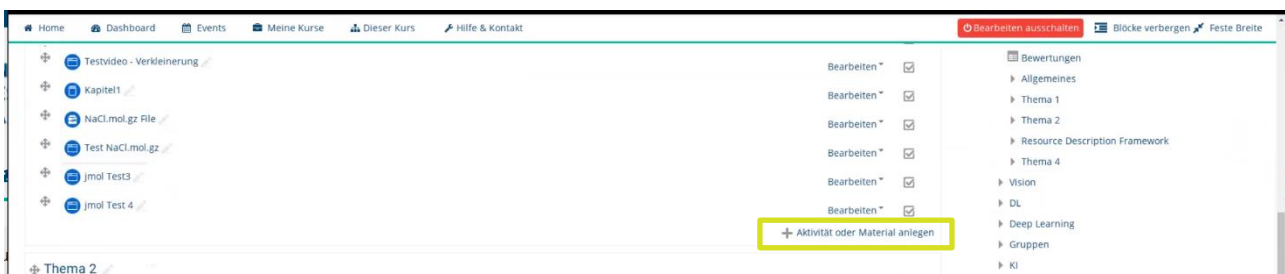 Home Dashboard Events Meine Kurse Dieser Kurs Hilfe & Kontakt Bearbeiten ausschalten Blöcke verbergen Feste Breite
Testvideo - Verkleinerung Bearbeiten
Kapitel1 Bearbeiten
NaCl.mol.gz File Bearbeiten
Test NaCl.mol.gz Bearbeiten
jmol Test3 Bearbeiten
jmol Test 4 Bearbeiten
Aktivität oder Material anlegen
Thema 2
Bewertungen
Allgemeines
Thema 1
Thema 2
Resource Description Framework
Thema 4
Vision
DL
Deep Learning
Gruppen
KI